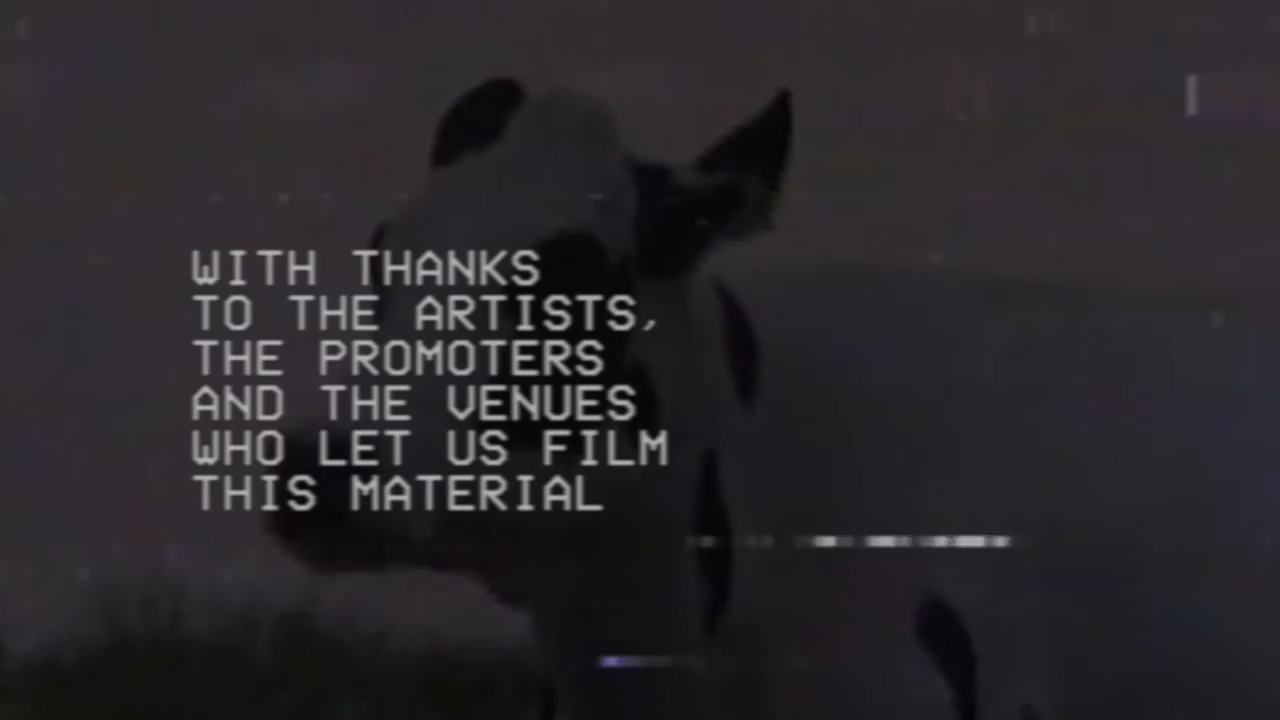 WITH THANKS
TO THE ARTISTS,
THE PROMOTERS
AND THE VENUES
WHO LET US FILM
THIS MATERIAL